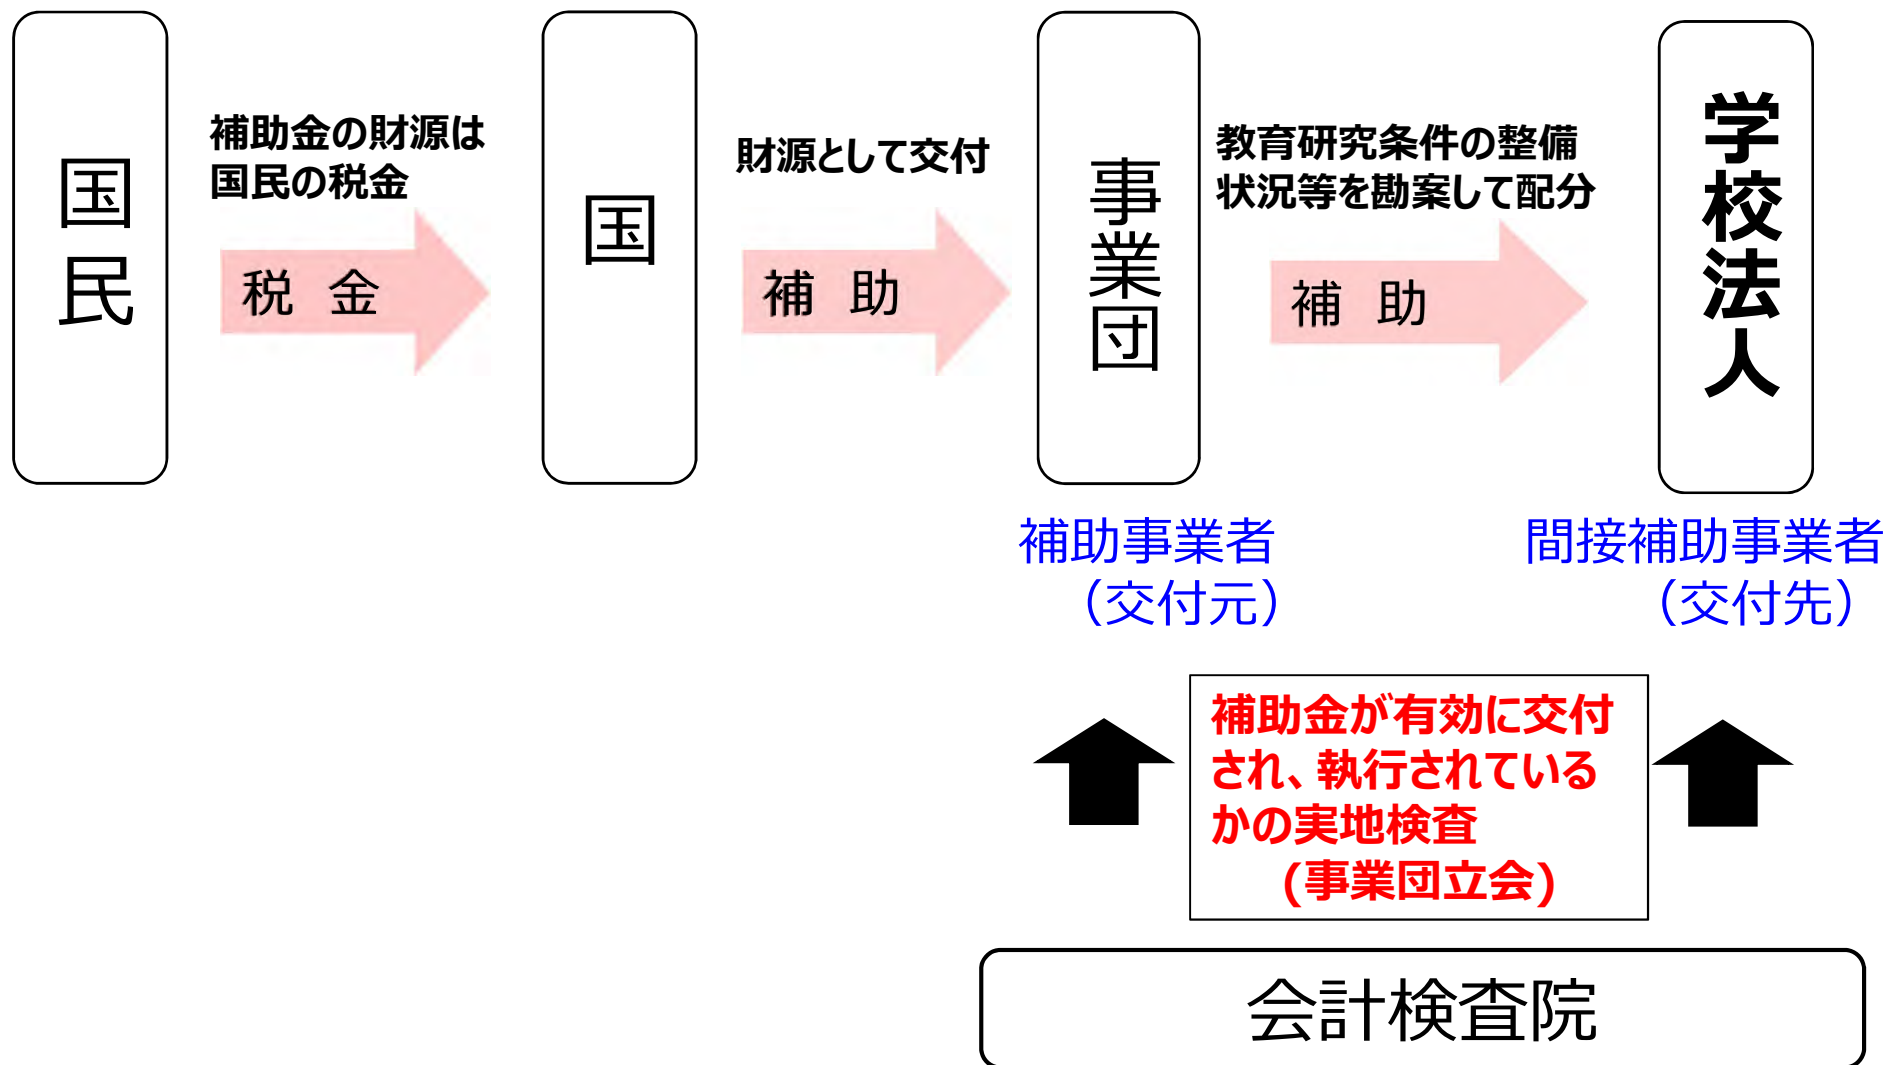 国民
補助金の財源は
国民の税金
税 金
国
財源として交付
補 助
事業団
教育研究条件の整備
状況等を勘案して配分
補 助
学校法人
補助事業者
（交付元）
間接補助事業者
（交付先）
補助金が有効に交付
され、執行されている
かの実地検査
(事業団立会)
会計検査院